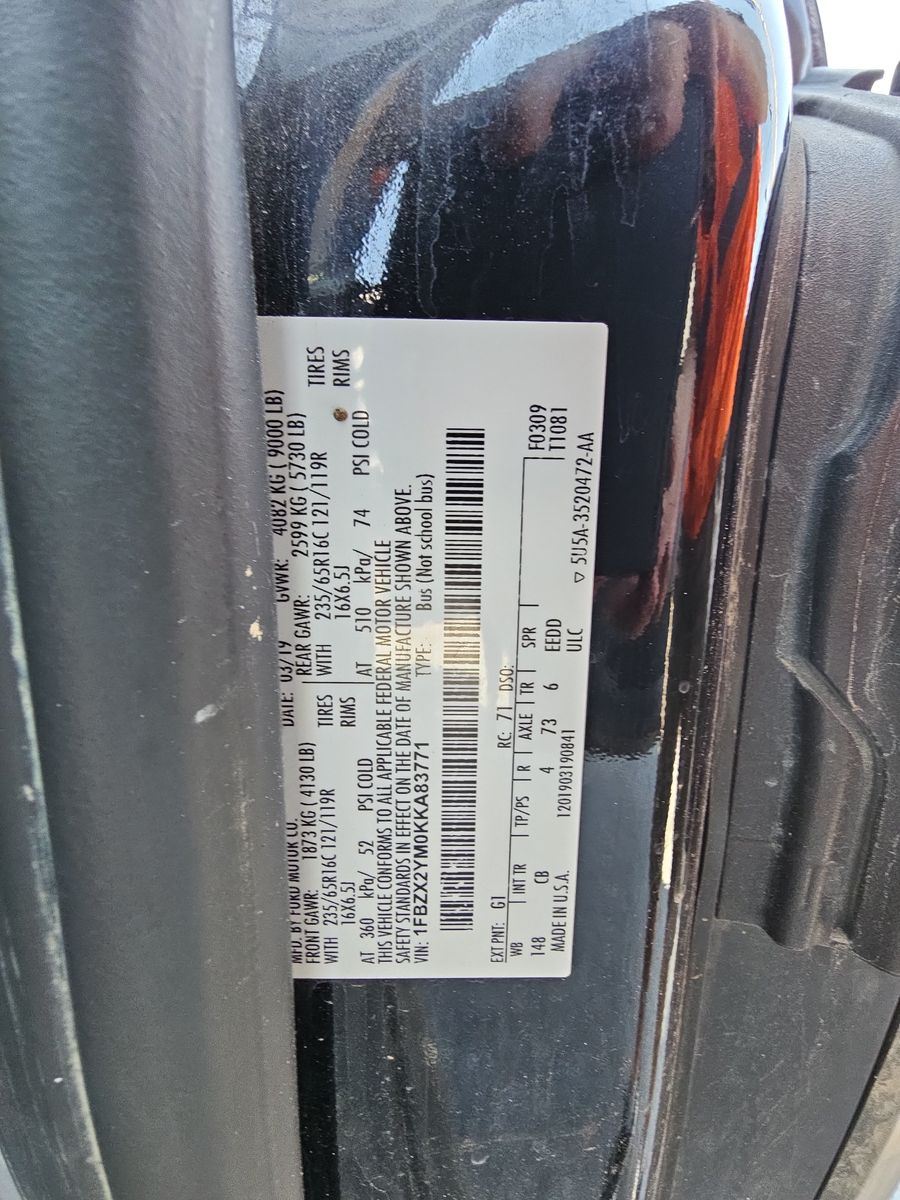 MFD. BY FORD MOTOR CO.
DATE: 03/19 GVWR: 4082 KG ( 9000 LB)
FRONT GAWR: 1873 KG ( 4130 LB) REAR GAWR: 2599 KG ( 5730 LB)
WITH 235/65R16C 121/119R TIRES WITH 235/65R16C 121/119R TIRES
16X6.5J RIMS 16X6.5J RIMS
AT 360 kPa/ 52 PSI COLD AT 510 kPa/ 74 PSI COLD
THIS VEHICLE CONFORMS TO ALL APPLICABLE FEDERAL MOTOR VEHICLE
SAFETY STANDARDS IN EFFECT ON THE DATE OF MANUFACTURE SHOWN ABOVE.
VIN: 1FBZX2YM0KKA83771 TYPE: Bus (Not school bus)
EXT PNT: G1 RC: 71 DSO:
WB INT TR TP/PS R AXLE TR SPR F0309
148 CB 4 73 6 EEDD T1081
MADE IN U.S.A. 1201903190841 ULC ▽ 5U5A-3520472-AA